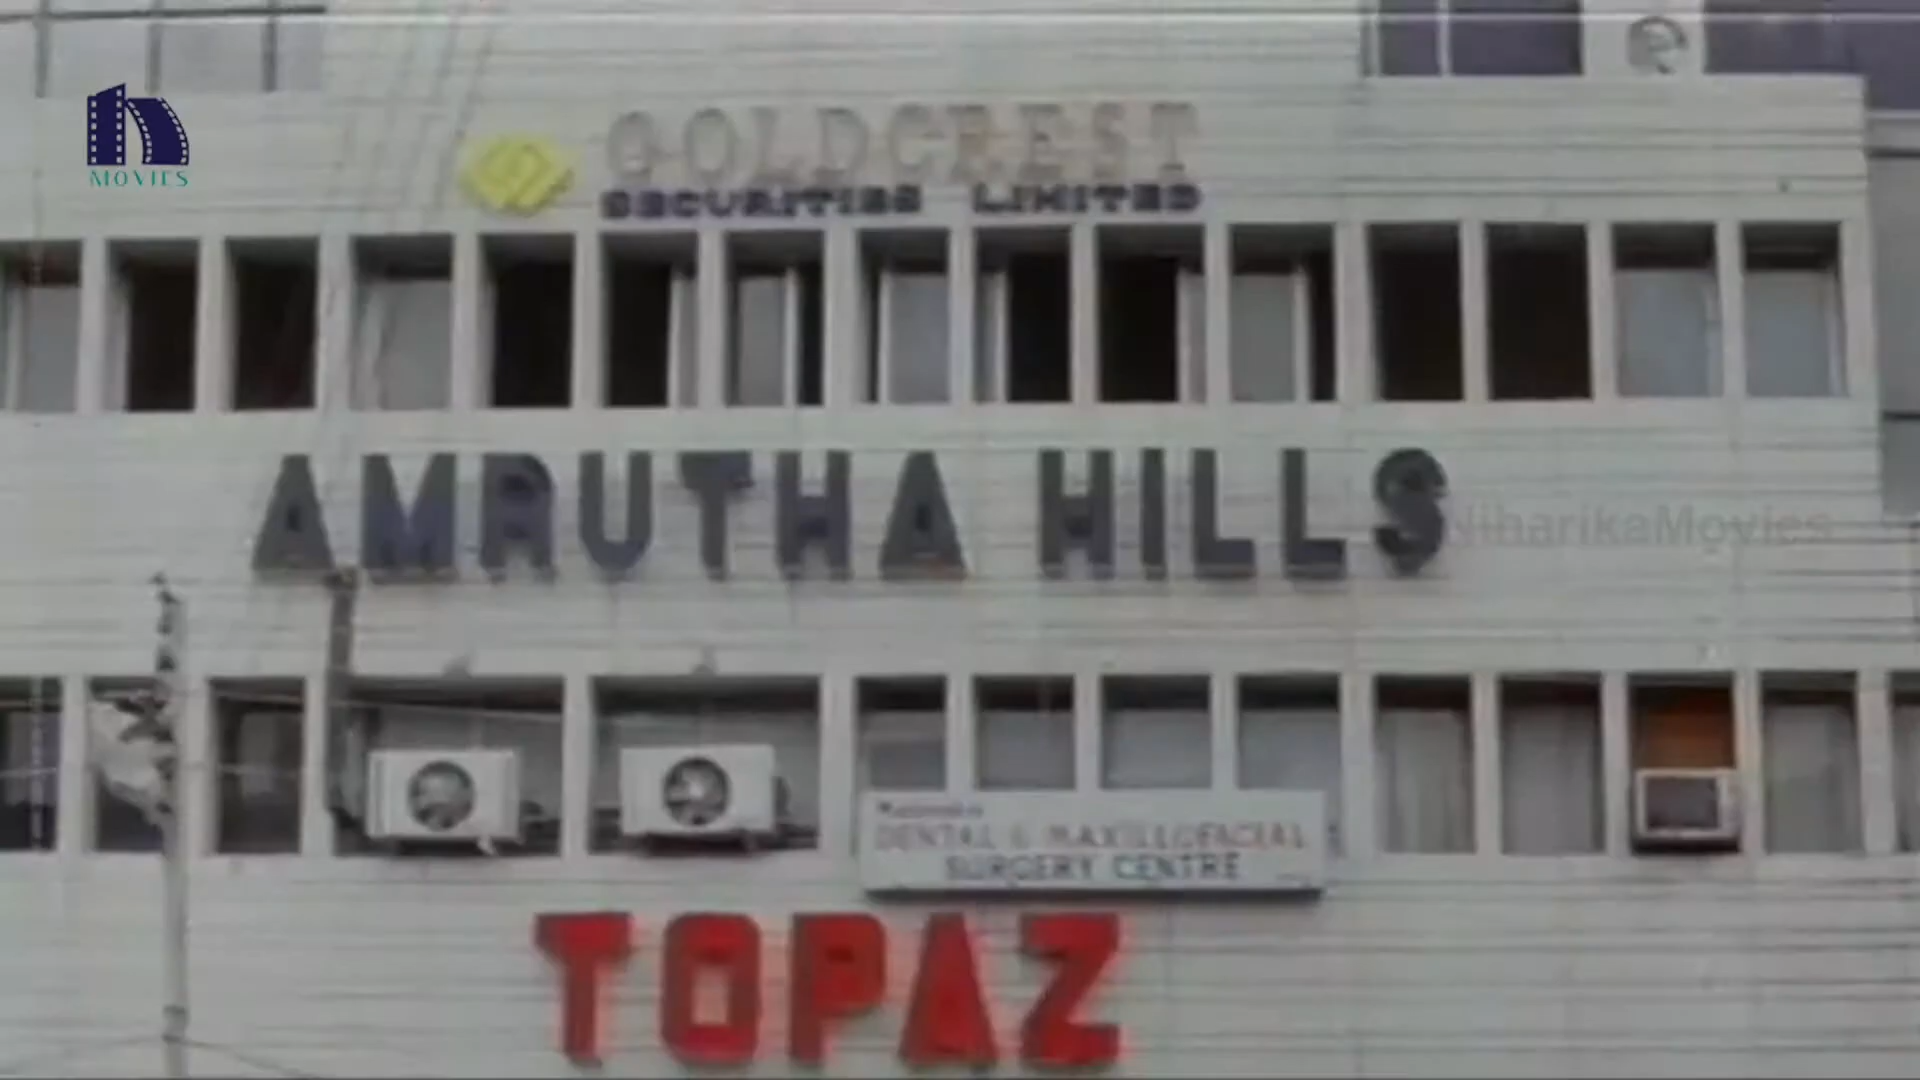 MOVIES
GOLDCREST
SECURITIES LIMITED
AMRUTHA HILLS
NiharikaMovies
DENTAL & MAXILLOFACIAL
SURGERY CENTRE
TOPAZ